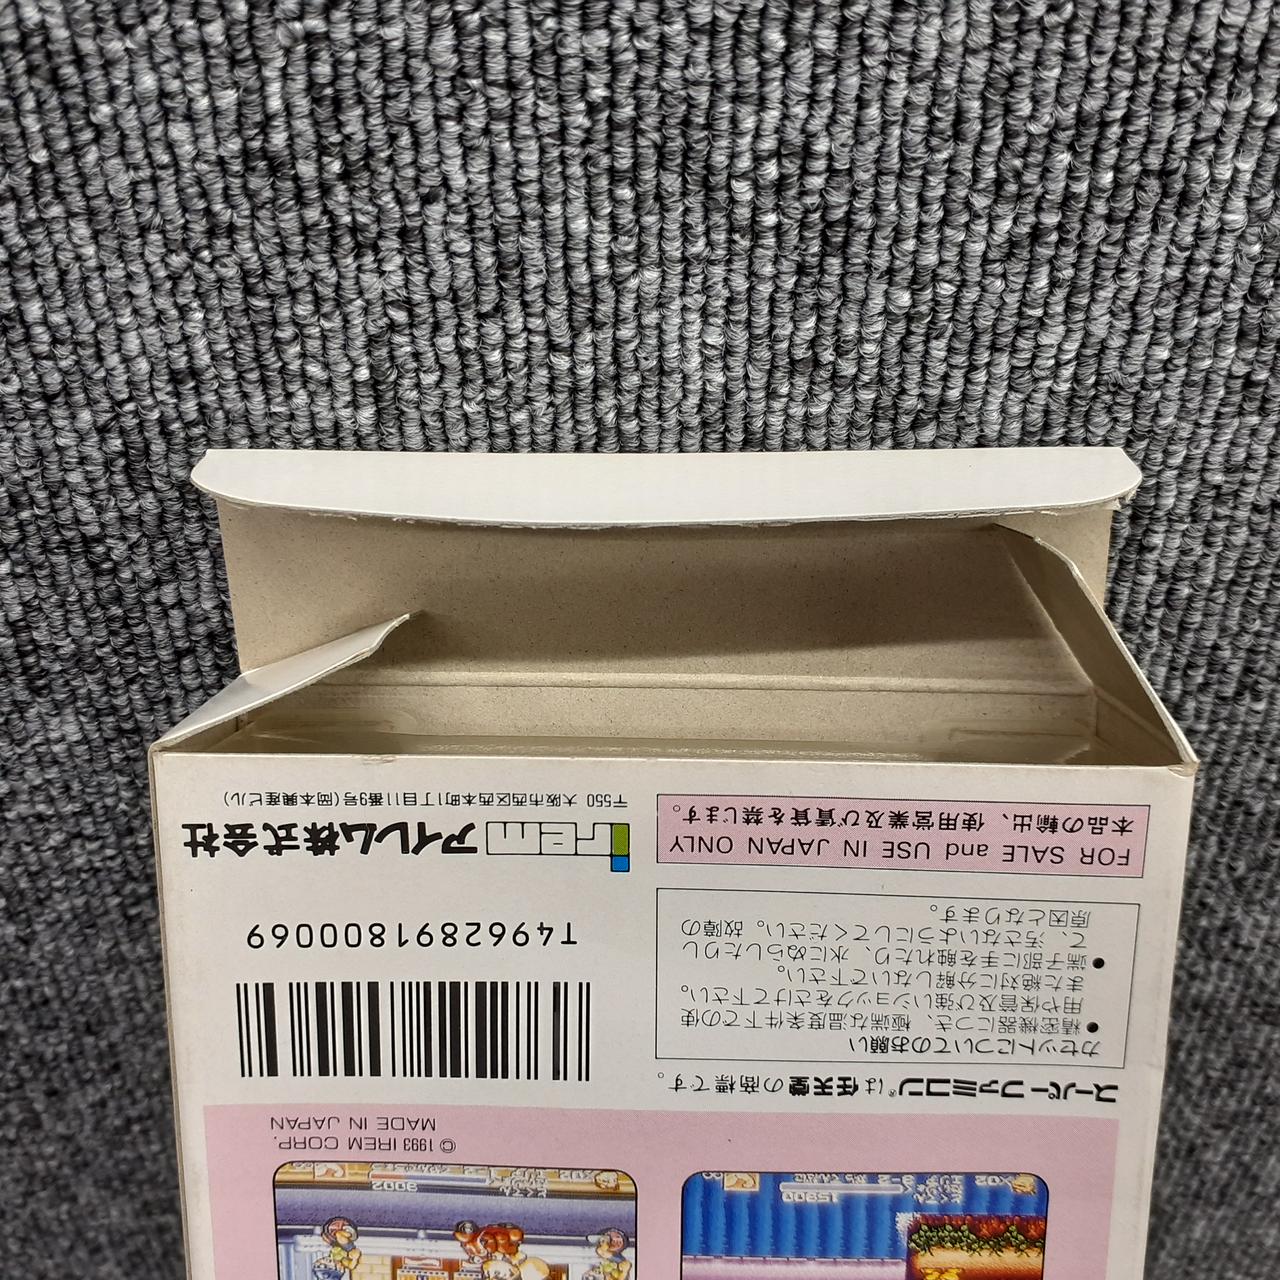 スーパーファミコン®は任天堂の商標です。
カセットについてのお願い
●精密機器につき、極端な温度条件下での使
用や保管及び強いショックをさけて下さい。
また絶対に分解しないで下さい。
●端子部に手を触れたり、水にぬらしたりし
て、汚さないようにしてください。故障の
原因となります。
FOR SALE and USE IN JAPAN ONLY
本品の輸出、使用営業及び賃貸を禁じます。
© 1993 IREM CORP.
MADE IN JAPAN
T4962891800069
irem アイレム株式会社
〒550 大阪市西区西本町1丁目11番9号(岡本興産ビル)
15900